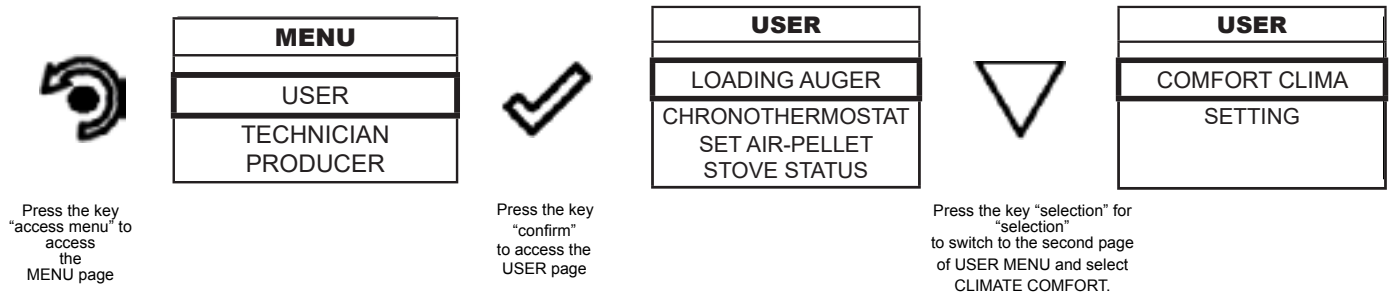 MENU
USER
TECHNICIAN
PRODUCER
USER
LOADING AUGER
CHRONOTHERMOSTAT
SET AIR-PELLET
STOVE STATUS
USER
COMFORT CLIMA
SETTING
Press the key
“access menu” to
access
the
MENU page
Press the key
“confirm”
to access the
USER page
Press the key “selection” for
“selection”
to switch to the second page
of USER MENU and select
CLIMATE COMFORT.